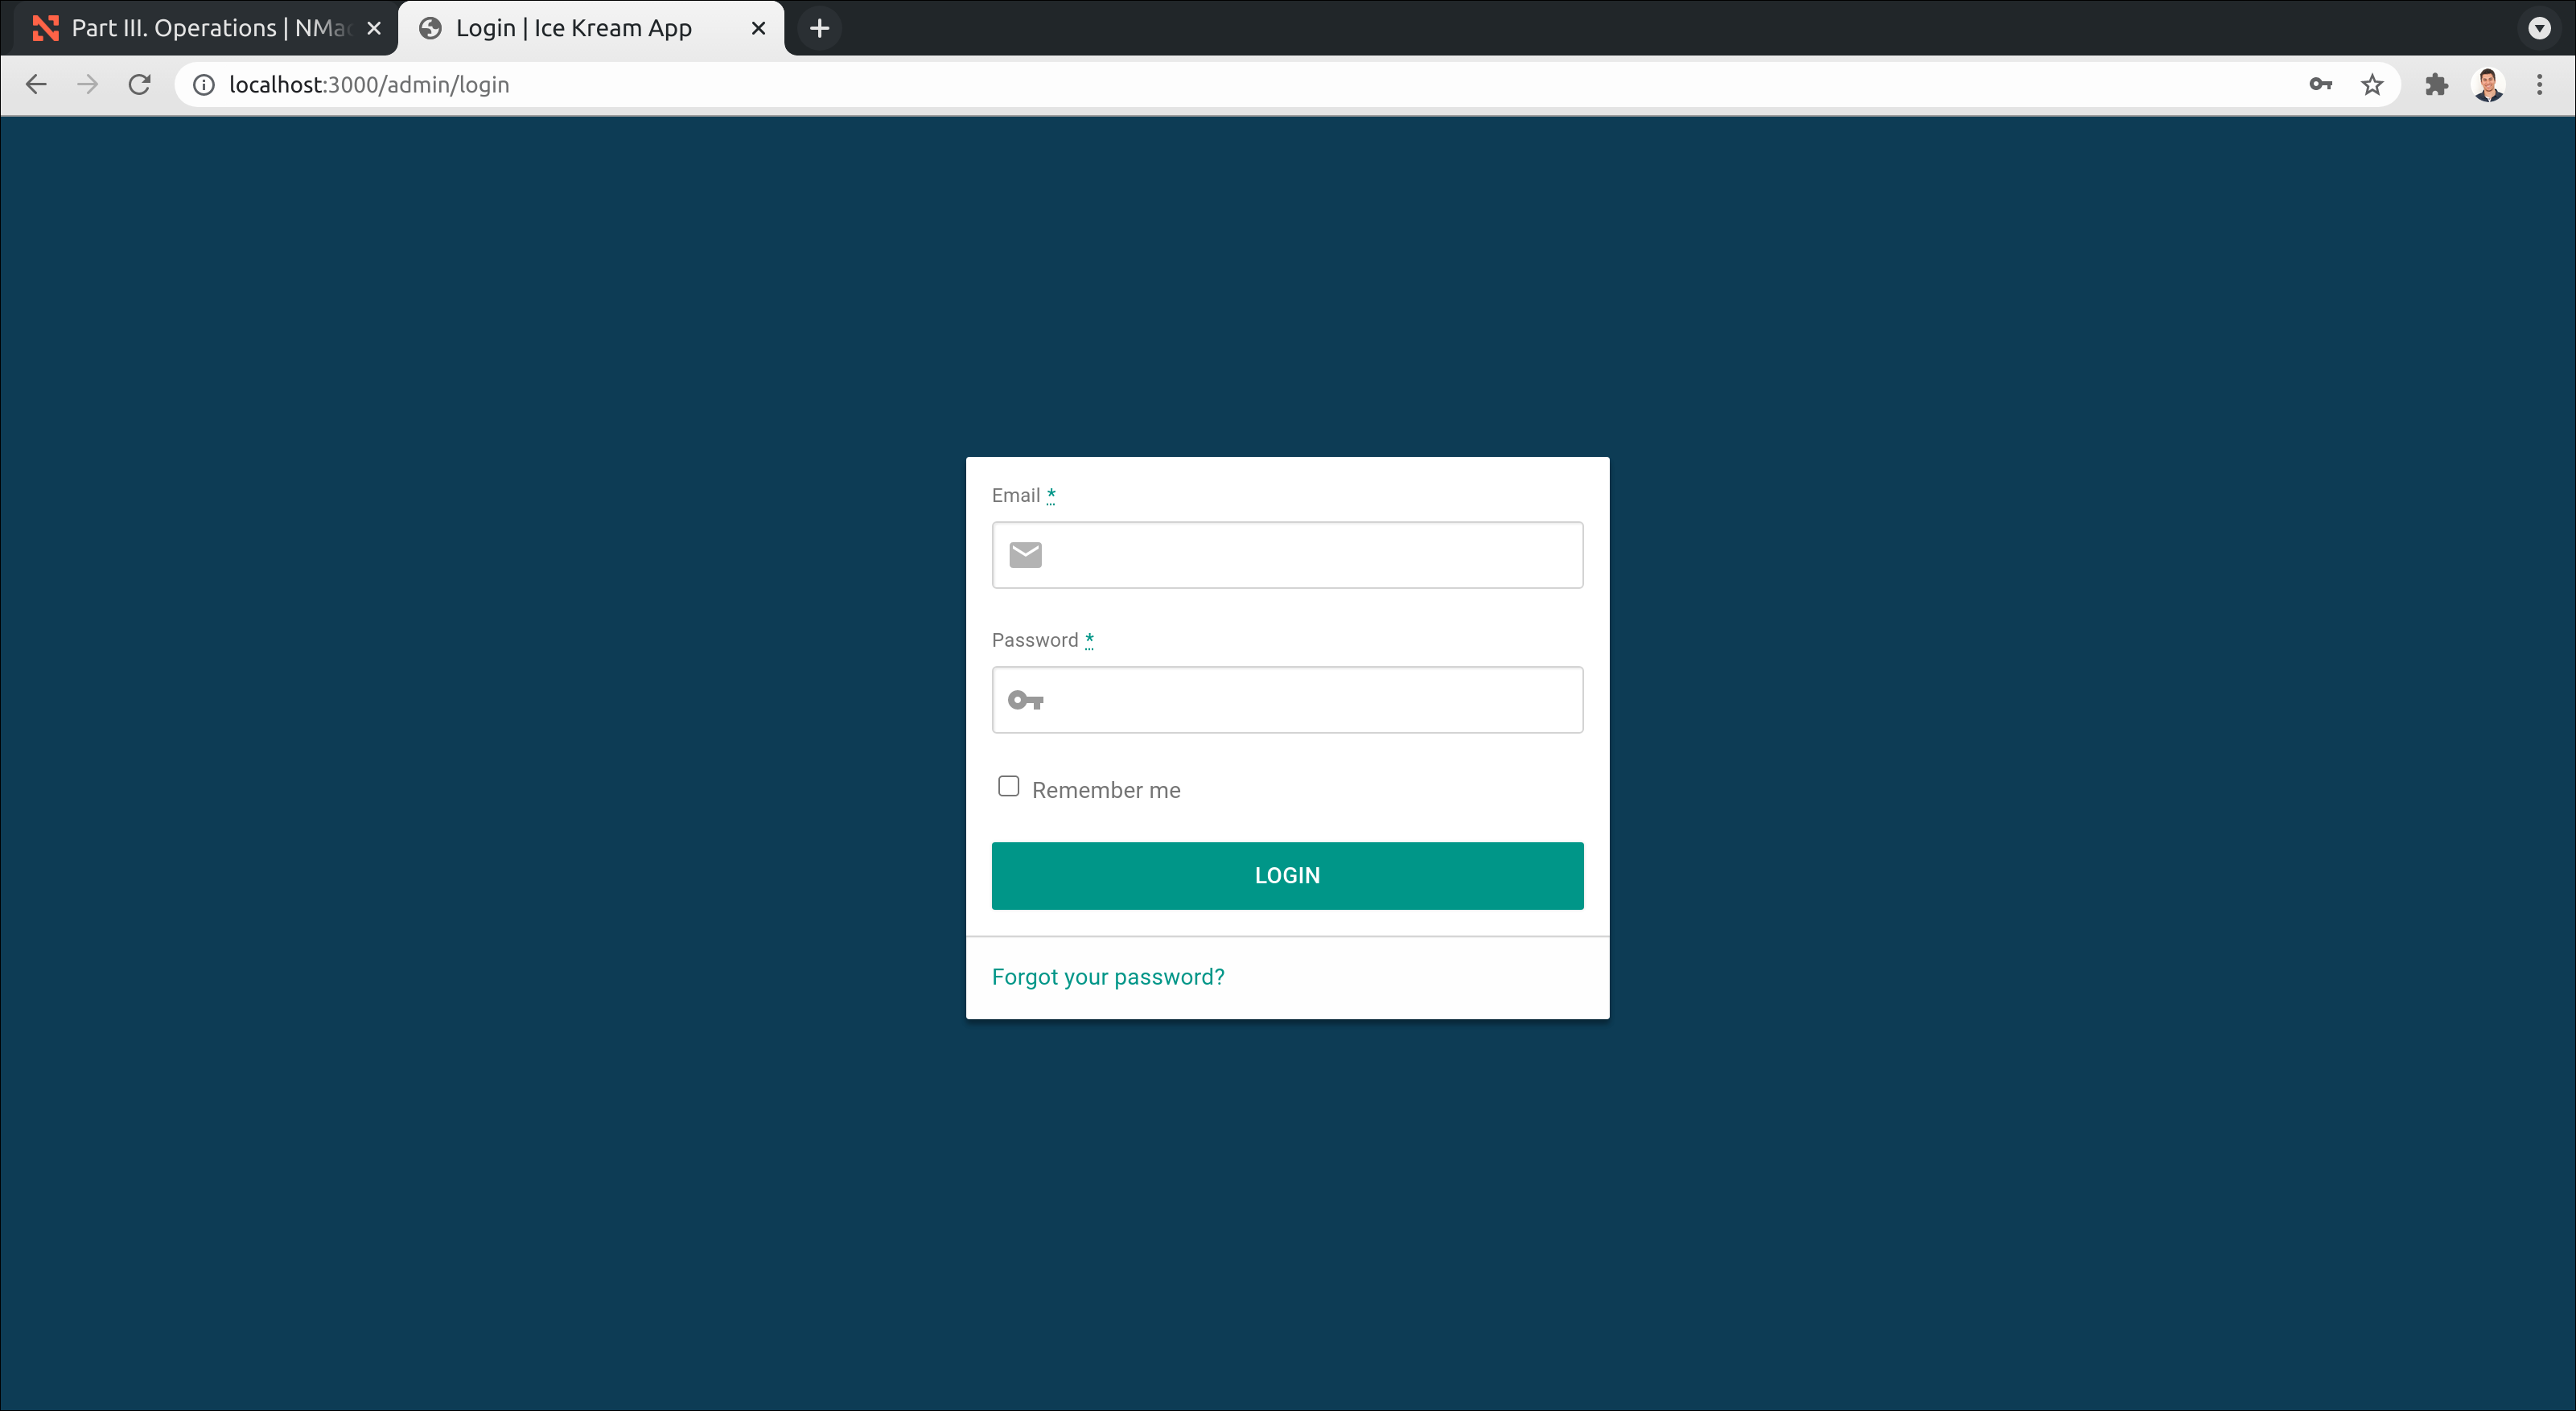 Part III. Operations | NMac
Login | Ice Kream App
localhost:3000/admin/login
Email *
Password *
Remember me
LOGIN
Forgot your password?